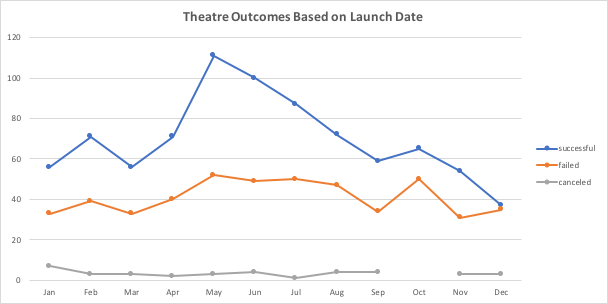 Theatre Outcomes Based on Launch Date
120
100
80
60
40
20
0
Jan Feb Mar Apr May Jun Jul Aug Sep Oct Nov Dec
successful
failed
canceled